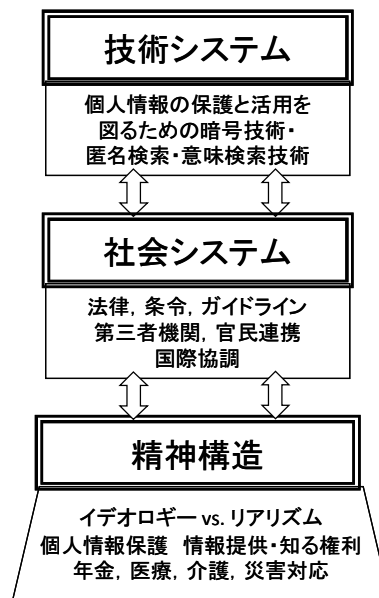 技術システム
個人情報の保護と活用を
図るための暗号技術・
匿名検索・意味検索技術
社会システム
法律，条令，ガイドライン
第三者機関，官民連携
国際協調
精神構造
イデオロギー vs. リアリズム
個人情報保護　情報提供・知る権利
年金，医療，介護，災害対応